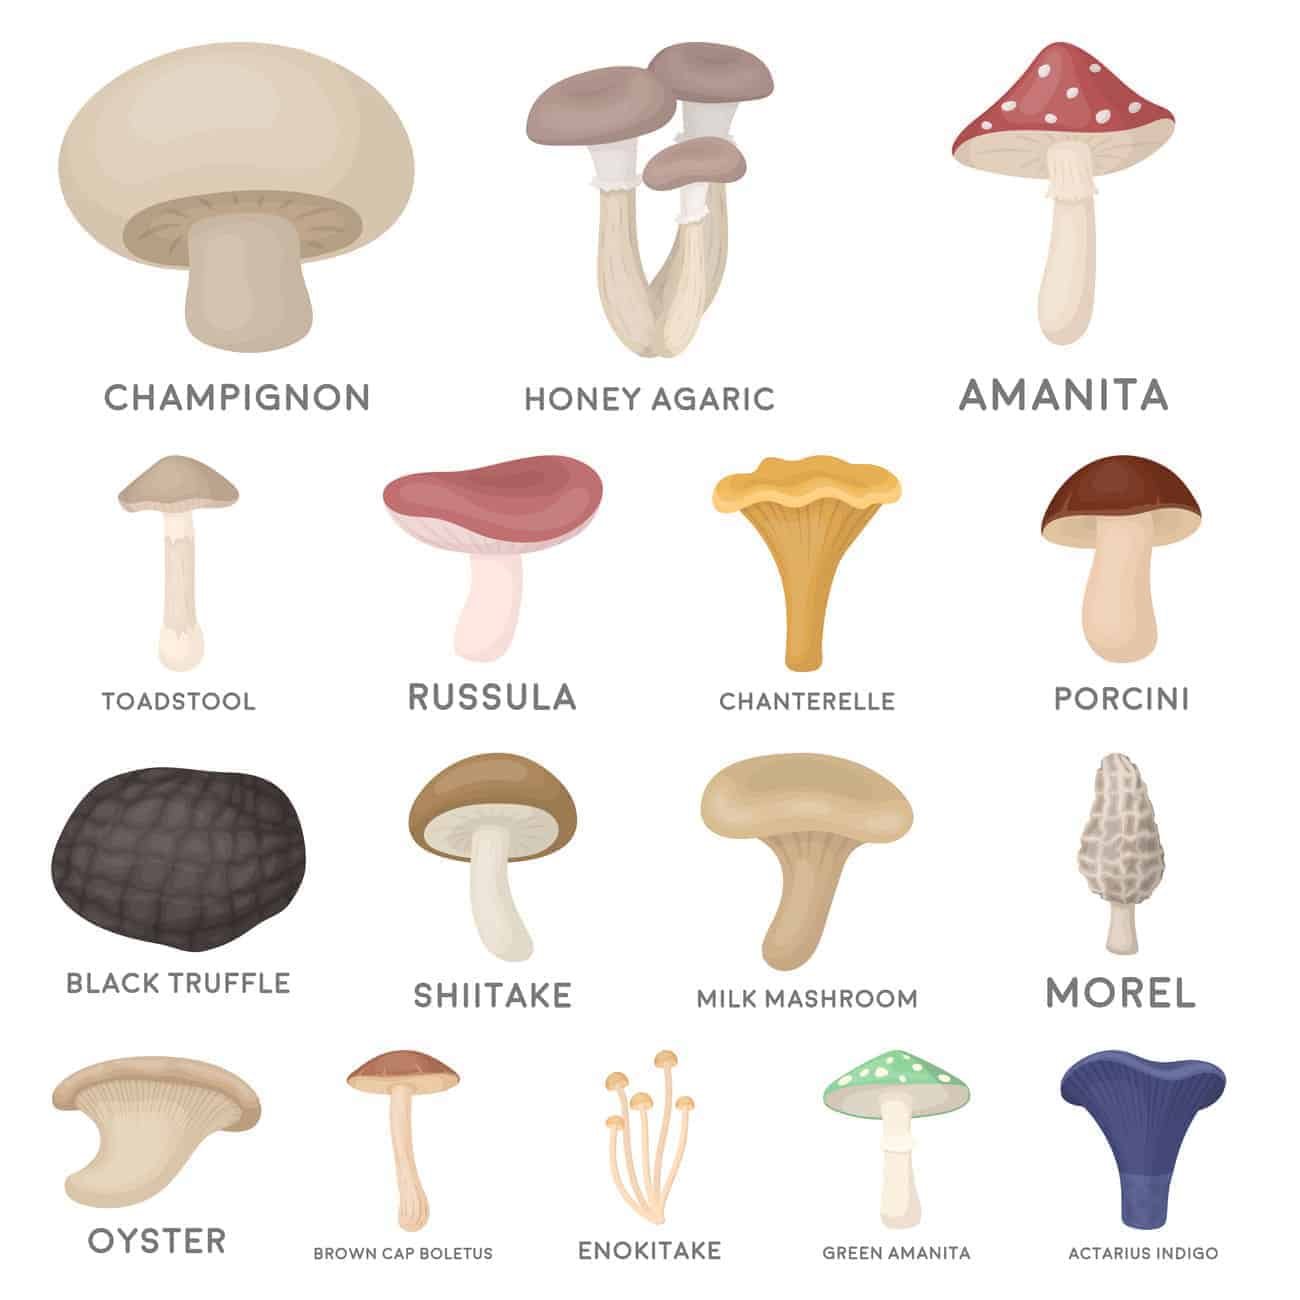 CHAMPIGNON
HONEY AGARIC
AMANITA
TOADSTOOL
RUSSULA
CHANTERELLE
PORCINI
BLACK TRUFFLE
SHIITAKE
MILK MASHROOM
MOREL
OYSTER
BROWN CAP BOLETUS
ENOKITAKE
GREEN AMANITA
ACTARIUS INDIGO